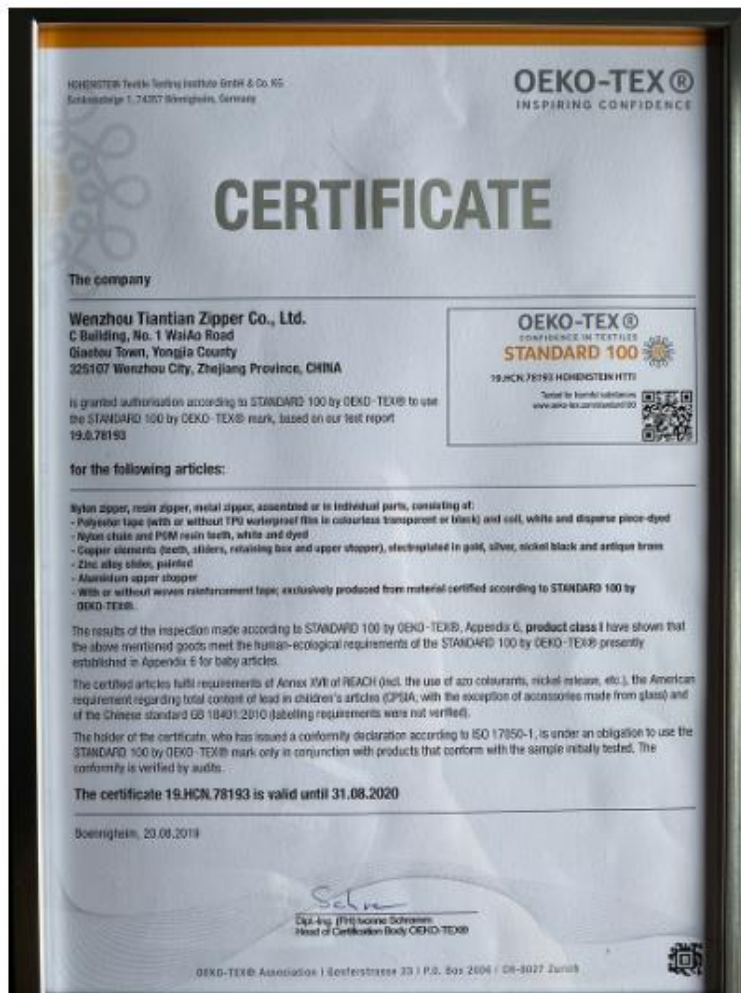 HOHENSTEIN Textile Testing Institute GmbH & Co. KG
Schlosssteige 1, 74357 Bönnigheim, Germany
OEKO-TEX®
INSPIRING CONFIDENCE
CERTIFICATE
The company
Wenzhou Tiantian Zipper Co., Ltd.
C Building, No. 1 WaiAo Road
Qiaotou Town, Yongjia County
325107 Wenzhou City, Zhejiang Province, CHINA
is granted authorisation according to STANDARD 100 by OEKO-TEX® to use
the STANDARD 100 by OEKO-TEX® mark, based on our test report
19.0.78193
OEKO-TEX®
CONFIDENCE IN TEXTILES
STANDARD 100
19.HCN.78193 HOHENSTEIN HTTI
Tested for harmful substances
www.oeko-tex.com/standard100
for the following articles:
Nylon zipper, resin zipper, metal zipper, assembled or in individual parts, consisting of:
- Polyester tape (with or without TPU waterproof film in colourless transparent or black) and coil, white and disperse piece-dyed
- Nylon chain and POM resin teeth, white and dyed
- Copper elements (teeth, sliders, retaining box and upper stopper), electroplated in gold, silver, nickel black and antique brass
- Zinc alloy slider, painted
- Aluminium upper stopper
- With or without woven reinforcement tape; exclusively produced from material certified according to STANDARD 100 by
OEKO-TEX®.
The results of the inspection made according to STANDARD 100 by OEKO-TEX®, Appendix 6, product class I have shown that
the above mentioned goods meet the human-ecological requirements of the STANDARD 100 by OEKO-TEX® presently
established in Appendix 6 for baby articles.
The certified articles fulfil requirements of Annex XVII of REACH (incl. the use of azo colourants, nickel release, etc.), the American
requirement regarding total content of lead in children's articles (CPSIA; with the exception of accessories made from glass) and
of the Chinese standard GB 18401:2010 (labelling requirements were not verified).
The holder of the certificate, who has issued a conformity declaration according to ISO 17050-1, is under an obligation to use the
STANDARD 100 by OEKO-TEX® mark only in conjunction with products that conform with the sample initially tested. The
conformity is verified by audits.
The certificate 19.HCN.78193 is valid until 31.08.2020
Boennigheim, 20.08.2019
Dipl.-Ing. (FH) Ivonne Schramm
Head of Certification Body OEKO-TEX®
OEKO-TEX® Association | Genferstrasse 23 | P.O. Box 2006 | CH-8027 Zurich